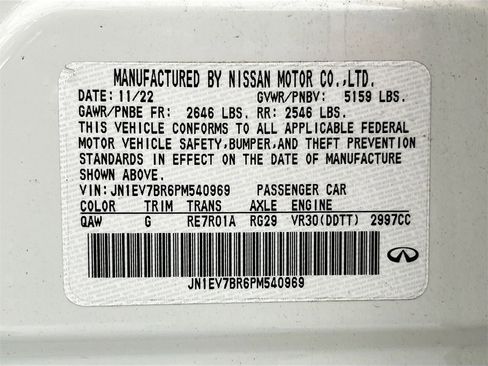 MANUFACTURED BY NISSAN MOTOR CO.,LTD.
DATE: 11/22 GVWR/PNBV: 5159 LBS.
GAWR/PNBE FR: 2646 LBS. RR: 2546 LBS.
THIS VEHICLE CONFORMS TO ALL APPLICABLE FEDERAL
MOTOR VEHICLE SAFETY,BUMPER,AND THEFT PREVENTION
STANDARDS IN EFFECT ON THE DATE OF MANUFACTURE
SHOWN ABOVE.
VIN: JN1EV7BR6PM540969 PASSENGER CAR
COLOR TRIM TRANS AXLE ENGINE
QAW G RE7R01A RG29 VR30(DDTT) 2997CC
JN1EV7BR6PM540969